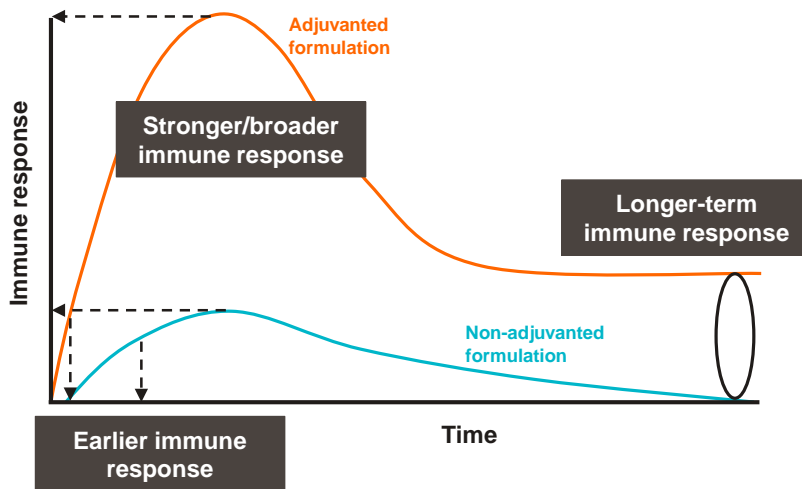 Adjuvanted
formulation
Stronger/broader
immune response
Immune response
Longer-term
immune response
Non-adjuvanted
formulation
Earlier immune
response
Time